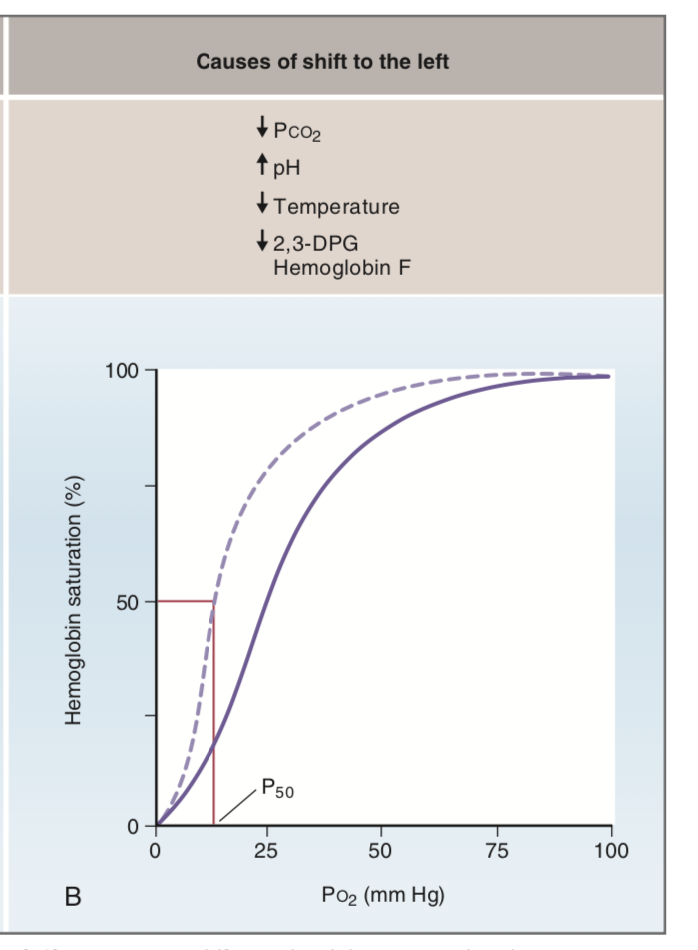 Causes of shift to the left
↓ PCO₂
↑ pH
↓ Temperature
↓ 2,3-DPG
Hemoglobin F
100
50
0
Hemoglobin saturation (%)
P₅₀
0 25 50 75 100
B
PO₂ (mm Hg)